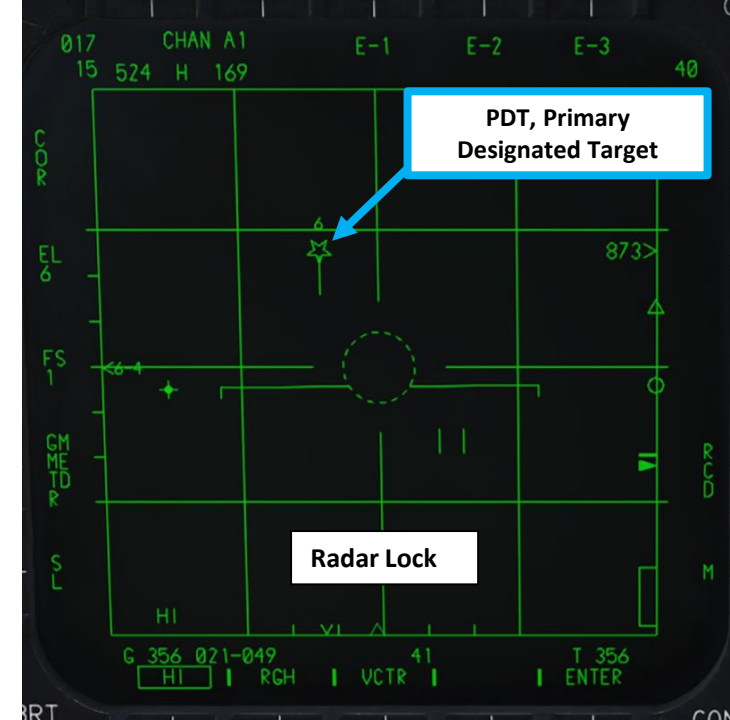 017 CHAN A1 E-1 E-2 E-3
15 524 H 169 40
PDT, Primary
Designated Target
COR
6
EL
6
873>
FS
1
<6-4
GM
ME
TD
R
RCD
Radar Lock
SL
M
HI
G 356 021-049 41 T 356
HI RGH VCTR ENTER
BRT
CON